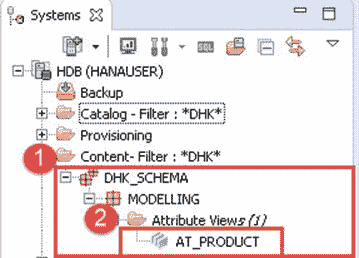 Systems
SQL
HDB (HANAUSER)
Backup
Catalog - Filter : *DHK*
Provisioning
1
Content- Filter : *DHK*
DHK_SCHEMA
MODELLING
2
Attribute Views (1)
AT_PRODUCT